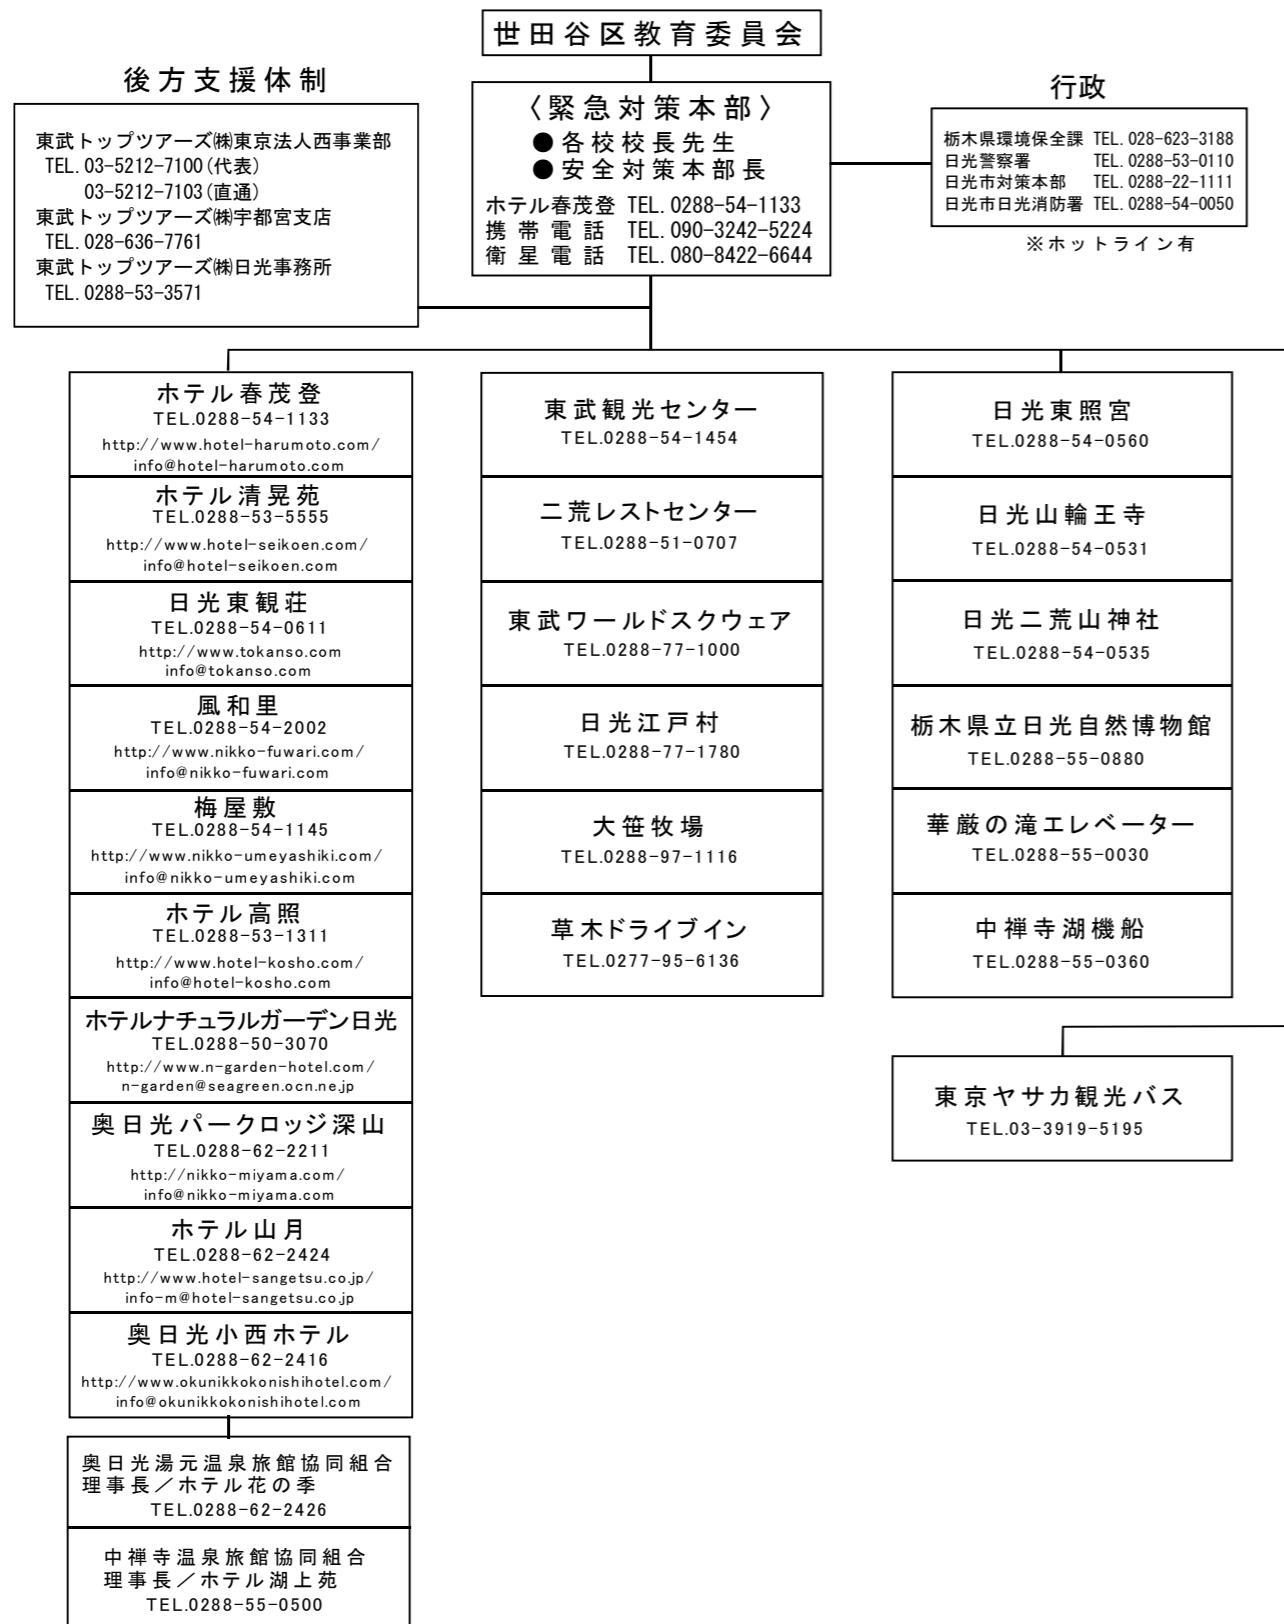 世田谷区教育委員会
後方支援体制
東武トップツアーズ㈱東京法人西事業部
TEL.03-5212-7100(代表)
03-5212-7103(直通)
東武トップツアーズ㈱宇都宮支店
TEL.028-636-7761
東武トップツアーズ㈱日光事務所
TEL.0288-53-3571
〈緊急対策本部〉
●各校校長先生
●安全対策本部長
ホテル春茂登 TEL.0288-54-1133
携帯電話 TEL.090-3242-5224
衛星電話 TEL.080-8422-6644
行政
栃木県環境保全課 TEL.028-623-3188
日光警察署 TEL.0288-53-0110
日光市対策本部 TEL.0288-22-1111
日光市日光消防署 TEL.0288-54-0050
※ホットライン有
ホテル春茂登
TEL.0288-54-1133
http://www.hotel-harumoto.com/
info@hotel-harumoto.com
ホテル清晃苑
TEL.0288-53-5555
http://www.hotel-seikoen.com/
info@hotel-seikoen.com
日光東観荘
TEL.0288-54-0611
http://www.tokanso.com
info@tokanso.com
風和里
TEL.0288-54-2002
http://www.nikko-fuwari.com/
info@nikko-fuwari.com
梅屋敷
TEL.0288-54-1145
http://www.nikko-umeyashiki.com/
info@nikko-umeyashiki.com
ホテル高照
TEL.0288-53-1311
http://www.hotel-kosho.com/
info@hotel-kosho.com
ホテルナチュラルガーデン日光
TEL.0288-50-3070
http://www.n-garden-hotel.com/
n-garden@seagreen.ocn.ne.jp
奥日光パークロッジ深山
TEL.0288-62-2211
http://nikko-miyama.com/
info@nikko-miyama.com
ホテル山月
TEL.0288-62-2424
http://www.hotel-sangetsu.co.jp/
info-m@hotel-sangetsu.co.jp
奥日光小西ホテル
TEL.0288-62-2416
http://www.okunikkokonishihotel.com/
info@okunikkokonishihotel.com
奥日光湯元温泉旅館協同組合
理事長／ホテル花の季
TEL.0288-62-2426
中禅寺温泉旅館協同組合
理事長／ホテル湖上苑
TEL.0288-55-0500
東武観光センター
TEL.0288-54-1454
二荒レストセンター
TEL.0288-51-0707
東武ワールドスクウェア
TEL.0288-77-1000
日光江戸村
TEL.0288-77-1780
大笹牧場
TEL.0288-97-1116
草木ドライブイン
TEL.0277-95-6136
日光東照宮
TEL.0288-54-0560
日光山輪王寺
TEL.0288-54-0531
日光二荒山神社
TEL.0288-54-0535
栃木県立日光自然博物館
TEL.0288-55-0880
華厳の滝エレベーター
TEL.0288-55-0030
中禅寺湖機船
TEL.0288-55-0360
東京ヤサカ観光バス
TEL.03-3919-5195